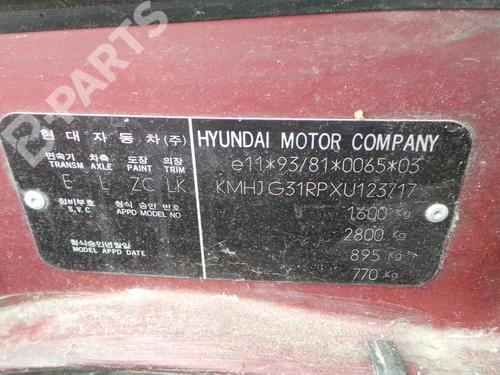 B-PARTS
현대자동차(주)
변속기 차축 도장 의장
TRANSM AXLE PAINT TRIM
E L ZC LK
정비부호 형식 승인 번호
S.V.C APPD MODEL NO
형식승인년월일
MODEL APPD DATE
HYUNDAI MOTOR COMPANY
e11*93/81*0065*03
KMHJG31RPXU123717
1600 Kg
2800 Kg
895 Kg
770 Kg